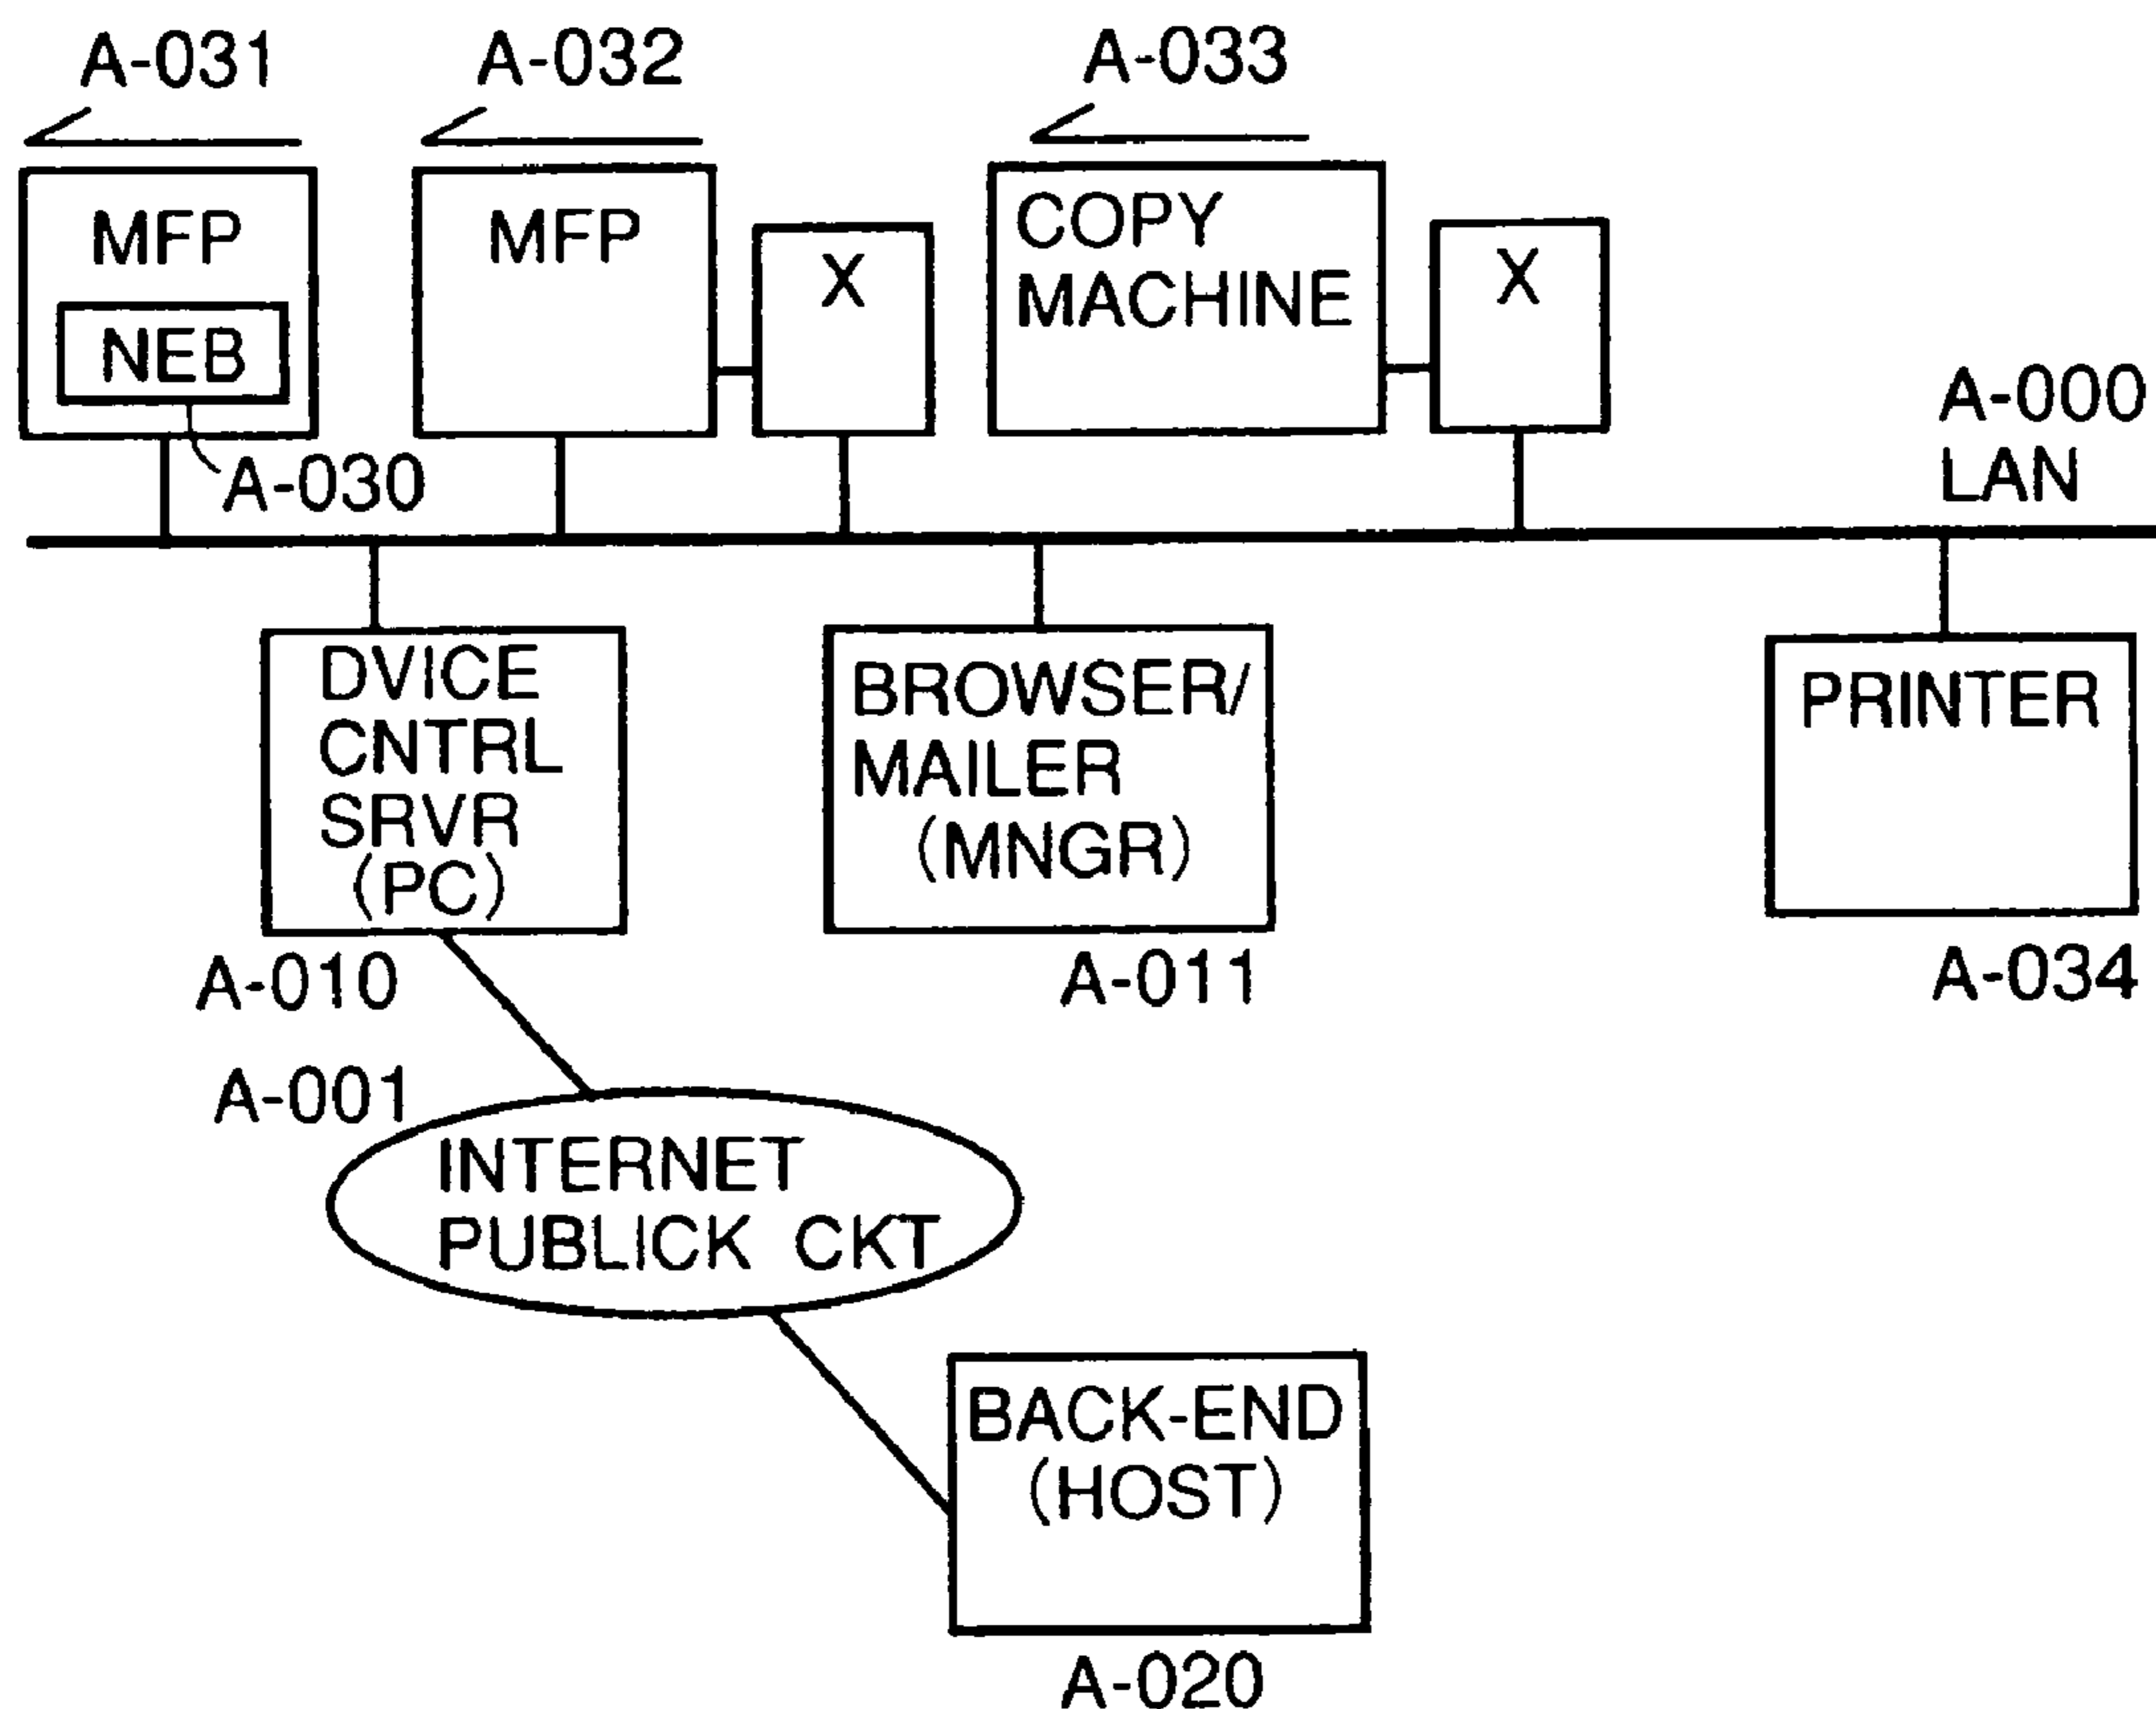 A-031
A-032
A-033
MFP
NEB
MFP
X
COPY
MACHINE
X
A-030
A-000
LAN
DVICE
CNTRL
SRVR
(PC)
BROWSER/
MAILER
(MNGR)
PRINTER
A-010
A-011
A-034
A-001
INTERNET
PUBLICK CKT
BACK-END
(HOST)
A-020